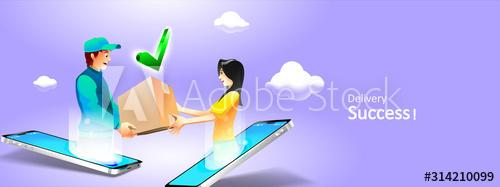 Adobe Stock
Delivery
Success!
#314210099